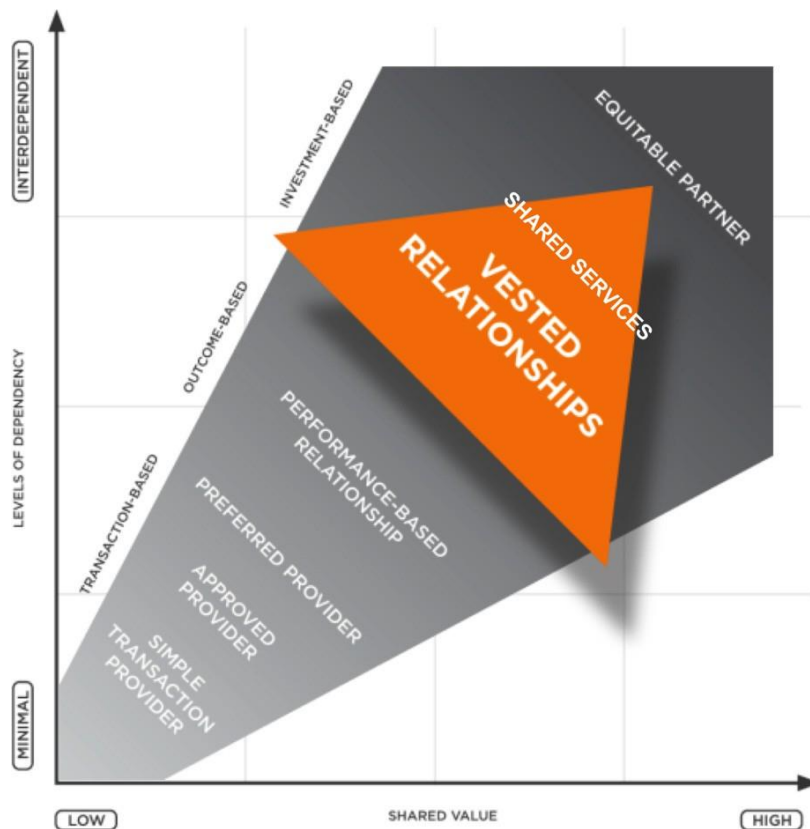 INTERDEPENDENT
LEVELS OF DEPENDENCY
MINIMAL
INVESTMENT-BASED
OUTCOME-BASED
TRANSACTION-BASED
EQUITABLE PARTNER
SHARED SERVICES
VESTED
RELATIONSHIPS
PERFORMANCE-BASED
RELATIONSHIP
PREFERRED PROVIDER
APPROVED
PROVIDER
SIMPLE
TRANSACTION
PROVIDER
LOW
SHARED VALUE
HIGH